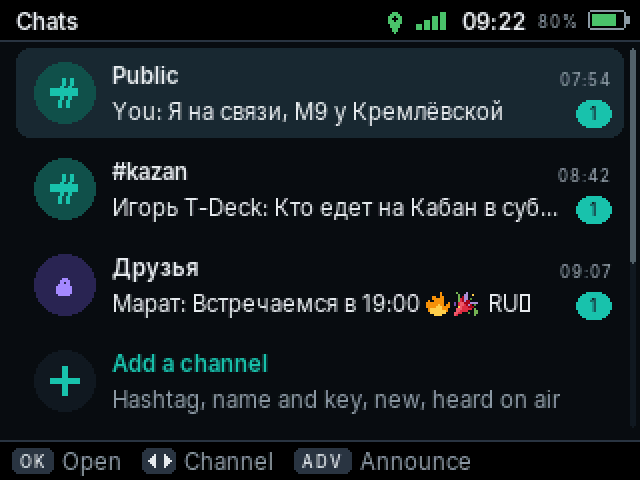 Chats 09:22 80%
Public 07:54
You: Я на связи, M9 у Кремлёвской 1
#kazan 08:42
Игорь T-Deck: Кто едет на Кабан в суб... 1
Друзья 09:07
Марат: Встречаемся в 19:00 🔥🎉 RU▯ 1
Add a channel
Hashtag, name and key, new, heard on air
OK Open ◀▶ Channel ADV Announce